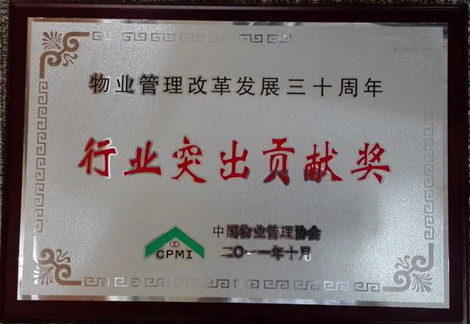 物业管理改革发展三十周年
行业突出贡献奖
CPMI
中国物业管理协会
二〇一一年十月